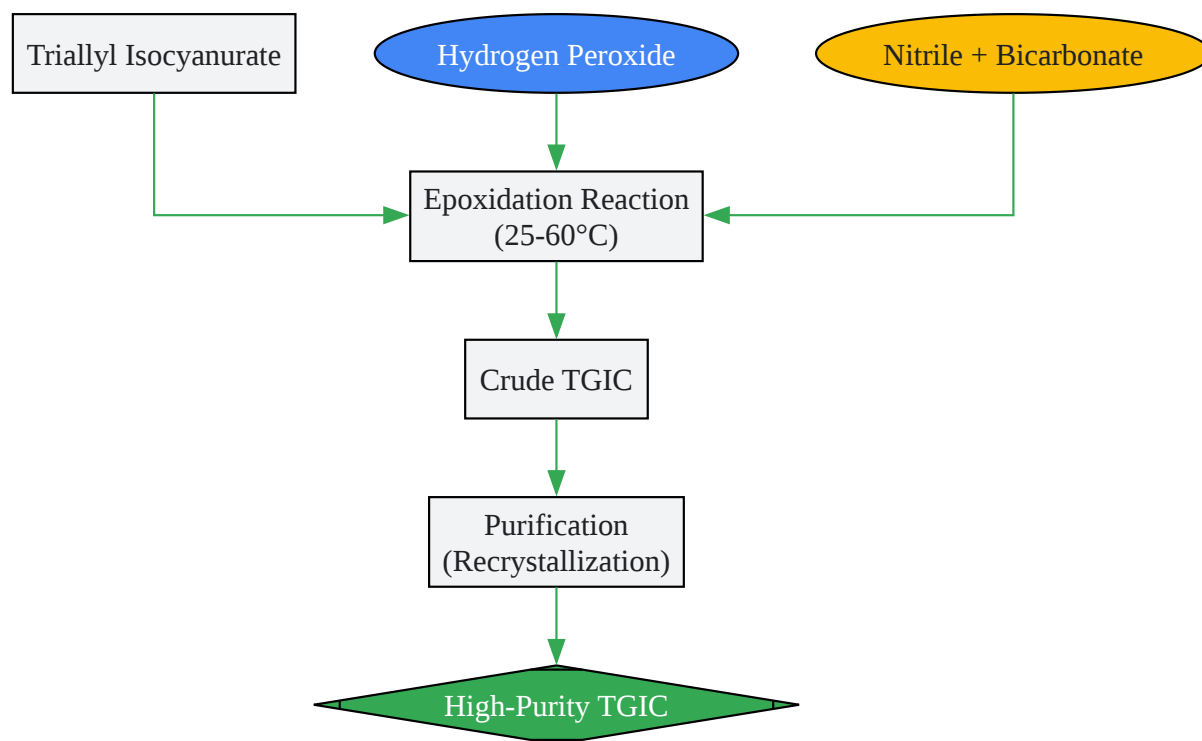 Triallyl Isocyanurate
Hydrogen Peroxide
Nitrile + Bicarbonate
Epoxidation Reaction
(25-60°C)
Crude TGIC
Purification
(Recrystallization)
High-Purity TGIC